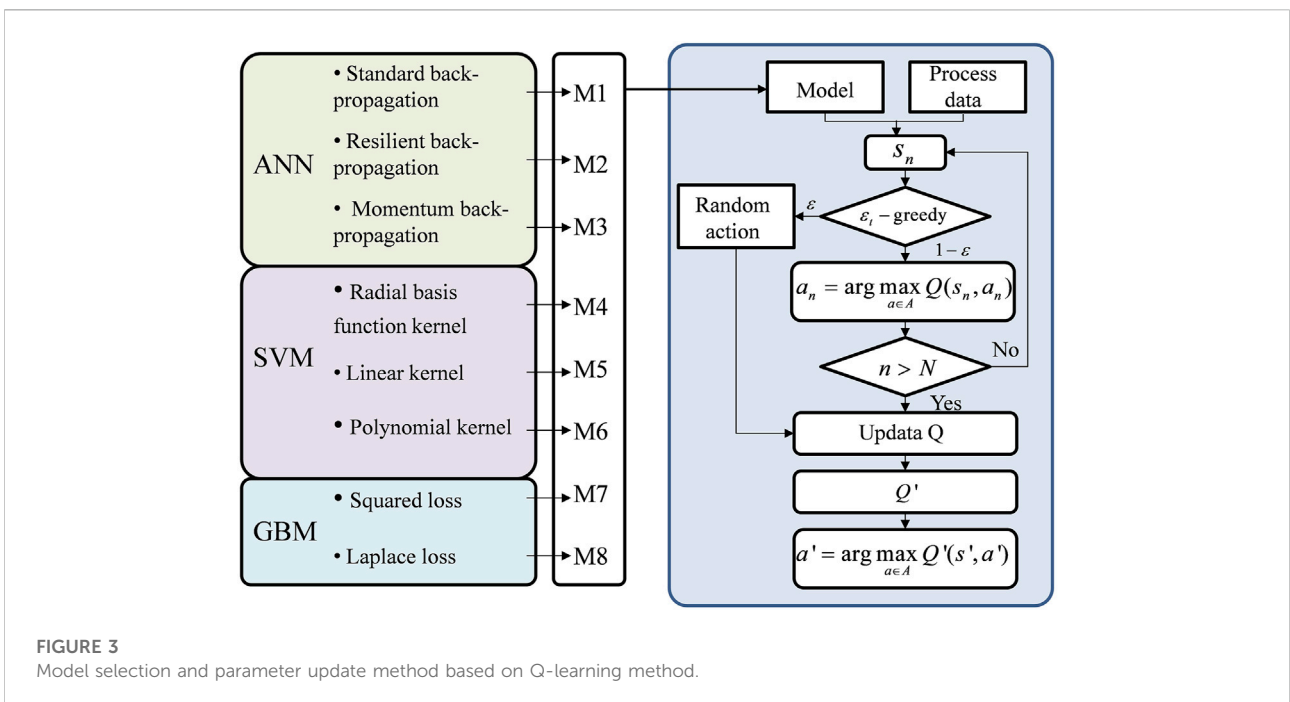 ANN
• Standard back-
propagation
• Resilient back-
propagation
• Momentum back-
propagation
SVM
• Radial basis
function kernel
• Linear kernel
• Polynomial kernel
GBM
• Squared loss
• Laplace loss
M1
M2
M3
M4
M5
M6
M7
M8
Model
Process
data
s_n
ε_t − greedy
ε
Random
action
1 − ε
a_n = arg max_{a∈A} Q(s_n, a_n)
n > N
No
Yes
Updata Q
Q'
a' = arg max_{a∈A} Q'(s', a')
FIGURE 3
Model selection and parameter update method based on Q-learning method.